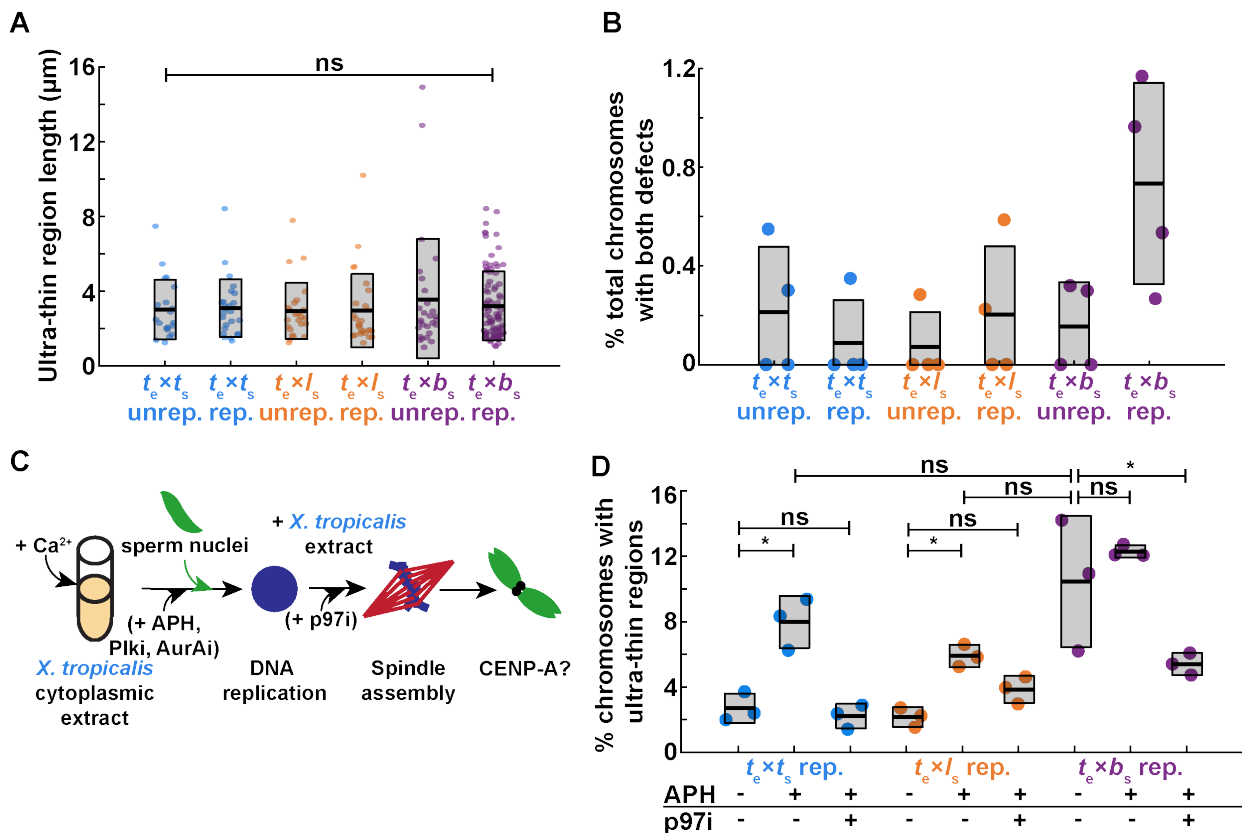 A
Ultra-thin region length (µm)
16
12
8
4
0
ns
te×ts te×ts te×ls te×ls te×bs te×bs
unrep. rep. unrep. rep. unrep. rep.
B
% total chromosomes
with both defects
1.2
0.8
0.4
0
te×ts te×ts te×ls te×ls te×bs te×bs
unrep. rep. unrep. rep. unrep. rep.
C
+ Ca2+
sperm nuclei
+ X. tropicalis
extract
(+ APH,
Plki, AurAi)
(+ p97i)
X. tropicalis
cytoplasmic
extract
DNA
replication
Spindle
assembly
CENP-A?
D
% chromosomes with
ultra-thin regions
16
12
8
4
0
ns
*
ns
ns
ns
ns
*
*
te×ts rep. te×ls rep. te×bs rep.
APH - + + - + + - + +
p97i - - + - - + - - +